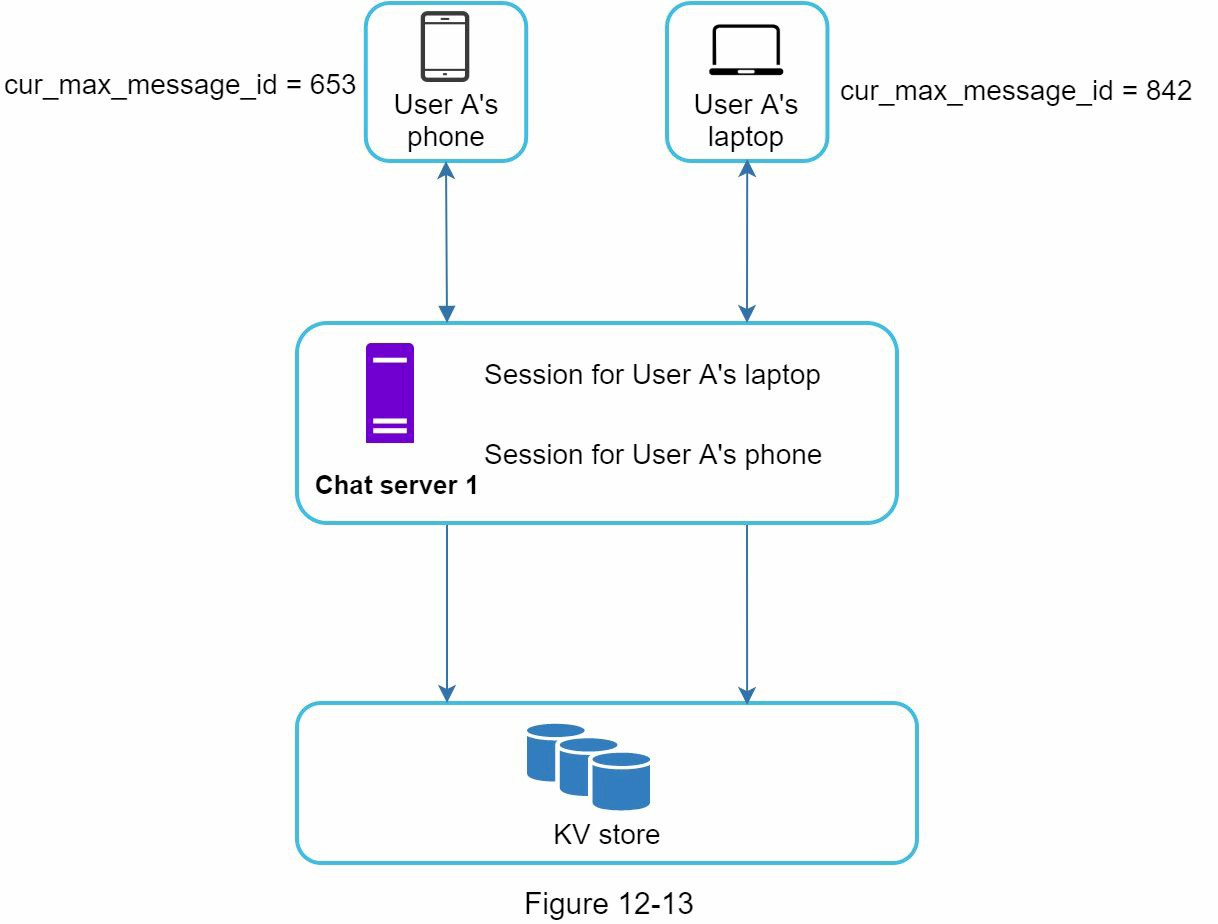 cur_max_message_id = 653
User A's
phone
User A's
laptop
cur_max_message_id = 842
Session for User A's laptop
Session for User A's phone
Chat server 1
KV store
Figure 12-13